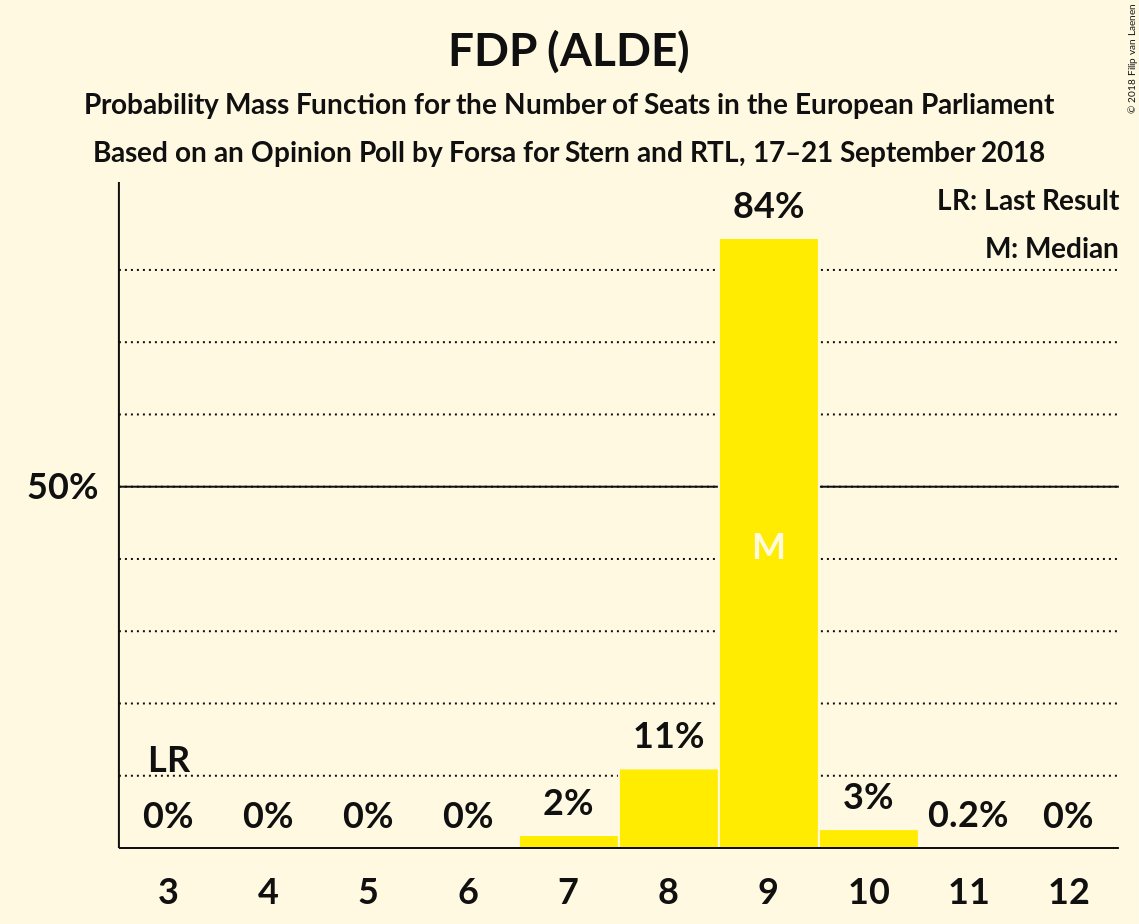 FDP (ALDE)
Probability Mass Function for the Number of Seats in the European Parliament
Based on an Opinion Poll by Forsa for Stern and RTL, 17–21 September 2018
© 2018 Filip van Laenen
LR: Last Result
M: Median
84%
50%
M
11%
LR
0% 0% 0% 0% 2% 3% 0.2% 0%
3 4 5 6 7 8 9 10 11 12